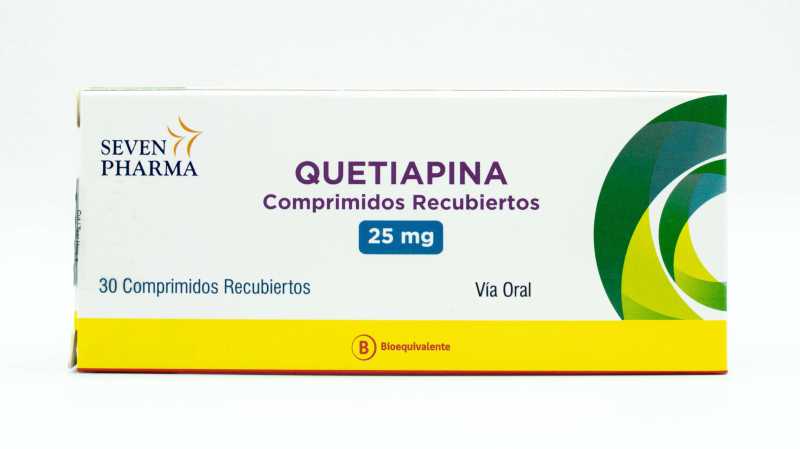 SEVEN
PHARMA
QUETIAPINA
Comprimidos Recubiertos
25 mg
30 Comprimidos Recubiertos
Vía Oral
B Bioequivalente